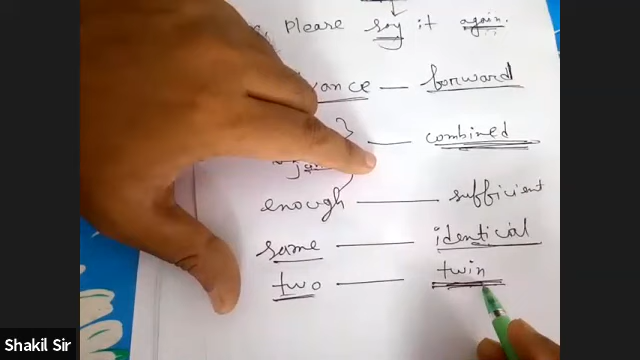 Please say it again.
— forward
— combined
enough — sufficient
same — identical
two — twin
Shakil Sir